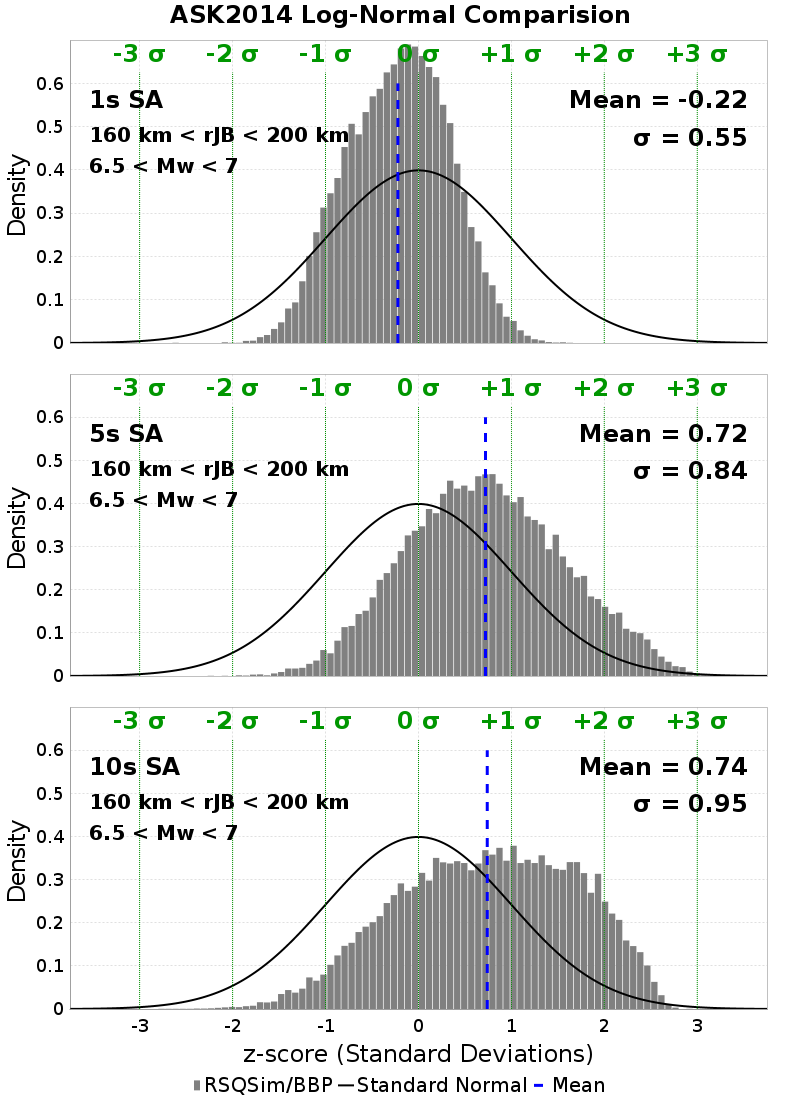 ASK2014 Log-Normal Comparision
-3 σ -2 σ -1 σ 0 σ +1 σ +2 σ +3 σ
1s SA
Mean = -0.22
160 km < rJB < 200 km
σ = 0.55
6.5 < Mw < 7
0.6
0.5
0.4
0.3
0.2
0.1
0
Density
-3 σ -2 σ -1 σ 0 σ +1 σ +2 σ +3 σ
5s SA
Mean = 0.72
160 km < rJB < 200 km
σ = 0.84
6.5 < Mw < 7
0.6
0.5
0.4
0.3
0.2
0.1
0
Density
-3 σ -2 σ -1 σ 0 σ +1 σ +2 σ +3 σ
10s SA
Mean = 0.74
160 km < rJB < 200 km
σ = 0.95
6.5 < Mw < 7
0.6
0.5
0.4
0.3
0.2
0.1
0
Density
-3 -2 -1 0 1 2 3
z-score (Standard Deviations)
RSQSim/BBP Standard Normal Mean